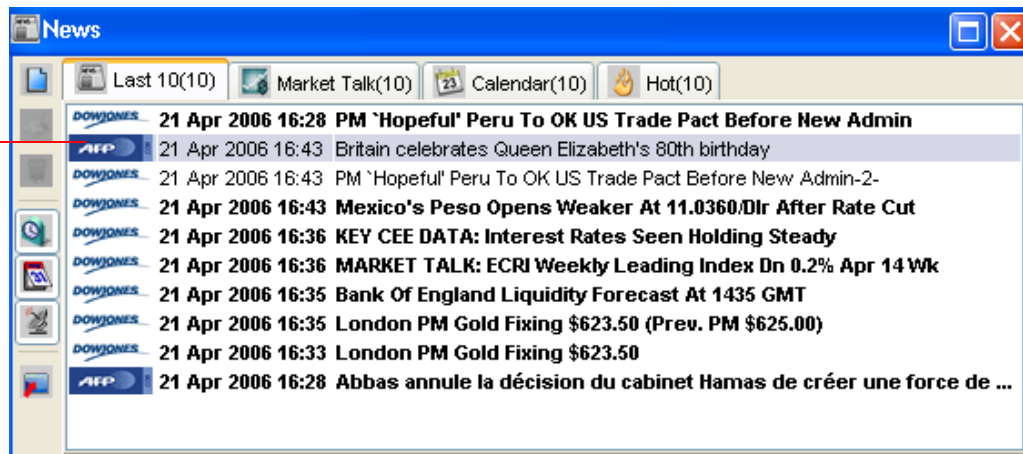 News
Last 10(10) Market Talk(10) Calendar(10) Hot(10)
DOWJONES 21 Apr 2006 16:28 PM `Hopeful' Peru To OK US Trade Pact Before New Admin
AFP 21 Apr 2006 16:43 Britain celebrates Queen Elizabeth's 80th birthday
DOWJONES 21 Apr 2006 16:43 PM `Hopeful' Peru To OK US Trade Pact Before New Admin-2-
DOWJONES 21 Apr 2006 16:43 Mexico's Peso Opens Weaker At 11.0360/Dlr After Rate Cut
DOWJONES 21 Apr 2006 16:36 KEY CEE DATA: Interest Rates Seen Holding Steady
DOWJONES 21 Apr 2006 16:36 MARKET TALK: ECRI Weekly Leading Index Dn 0.2% Apr 14 Wk
DOWJONES 21 Apr 2006 16:35 Bank Of England Liquidity Forecast At 1435 GMT
DOWJONES 21 Apr 2006 16:35 London PM Gold Fixing $623.50 (Prev. PM $625.00)
DOWJONES 21 Apr 2006 16:33 London PM Gold Fixing $623.50
AFP 21 Apr 2006 16:28 Abbas annule la décision du cabinet Hamas de créer une force de ...